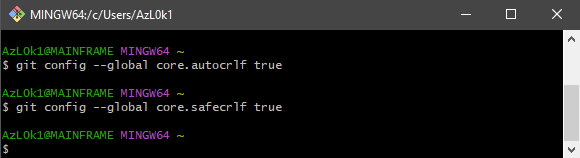 MINGW64:/c/Users/AzL0k1
AzL0k1@MAINFRAME MINGW64 ~
$ git config --global core.autocrlf true
AzL0k1@MAINFRAME MINGW64 ~
$ git config --global core.safecrlf true
AzL0k1@MAINFRAME MINGW64 ~
$